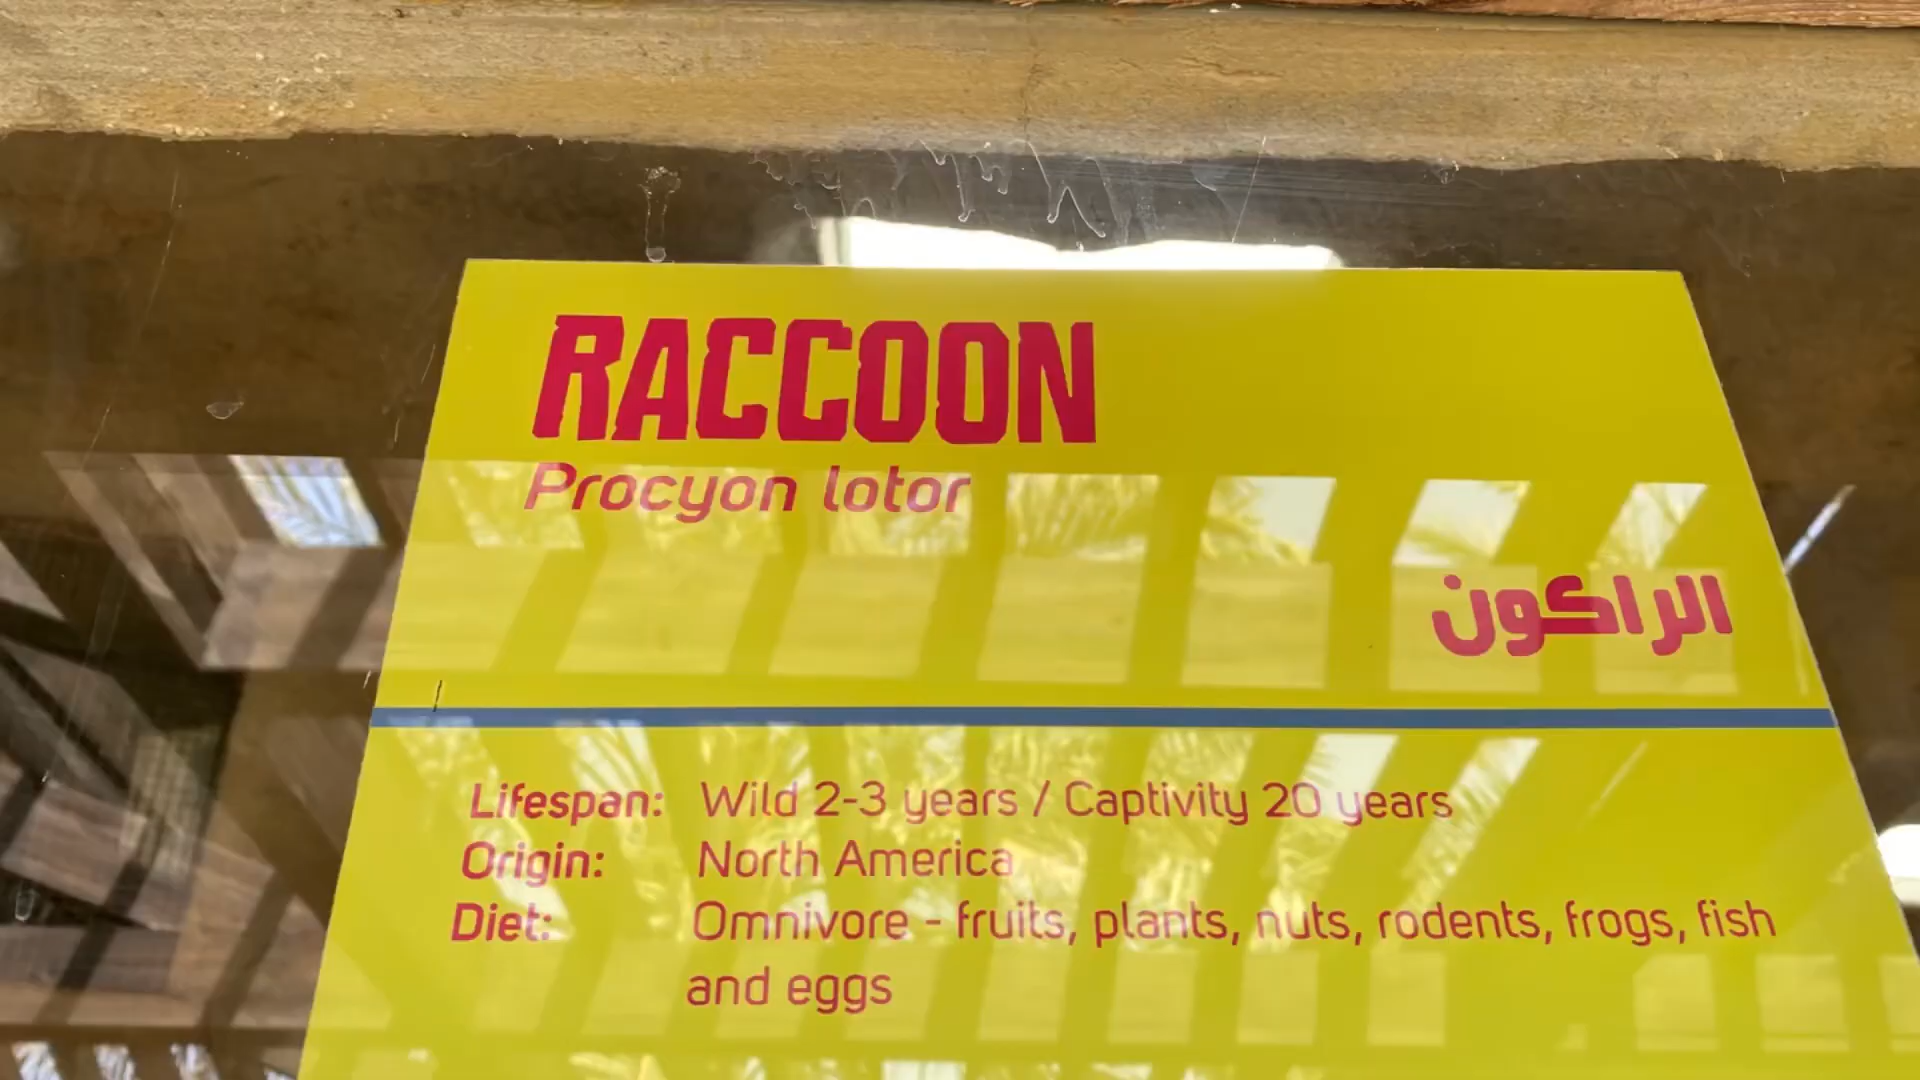 RACCOON
Procyon lotor
الراكون
Lifespan: Wild 2-3 years / Captivity 20 years
Origin: North America
Diet: Omnivore - fruits, plants, nuts, rodents, frogs, fish
and eggs